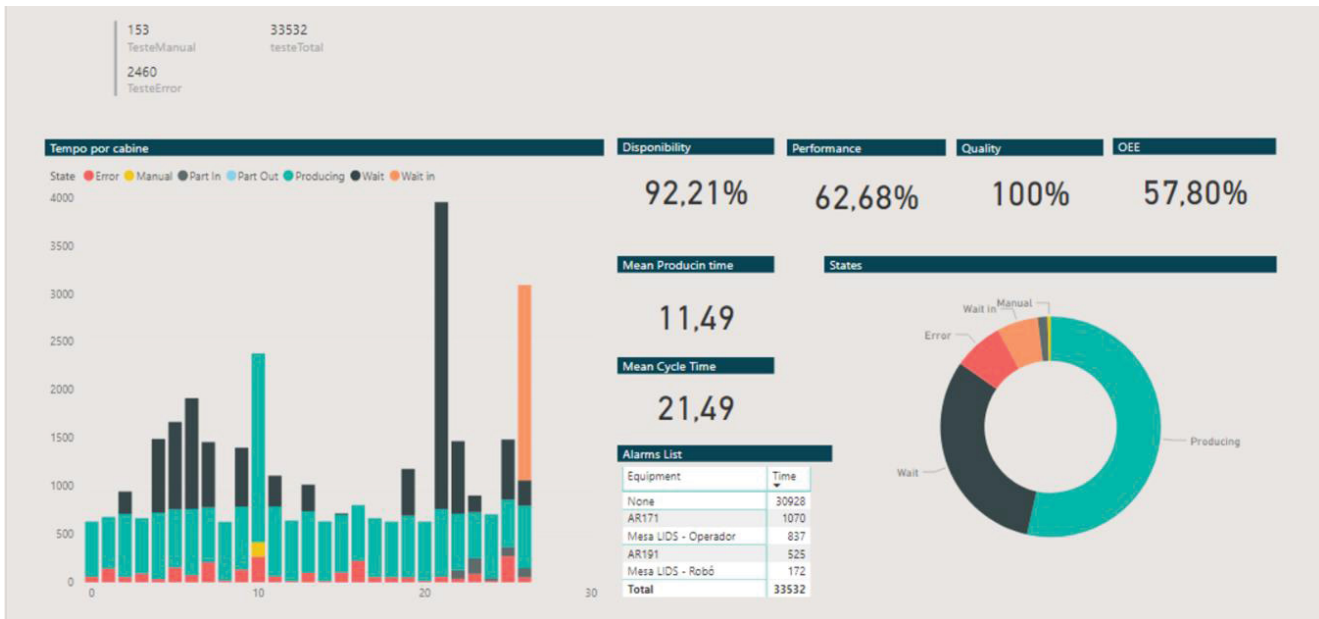 153 33532
TesteManual testeTotal
2460
TesteError
Tempo por cabine
State Error Manual Part In Part Out Producing Wait Wait in
4000
3500
3000
2500
2000
1500
1000
500
0
0 10 20 30
Disponibility Performance Quality OEE
92,21% 62,68% 100% 57,80%
Mean Producin time
11,49
Mean Cycle Time
21,49
Alarms List
Equipment Time
None 30928
AR171 1070
Mesa LIDS - Operador 837
AR191 525
Mesa LIDS - Robô 172
Total 33532
States
Manual
Wait in
Error
Producing
Wait